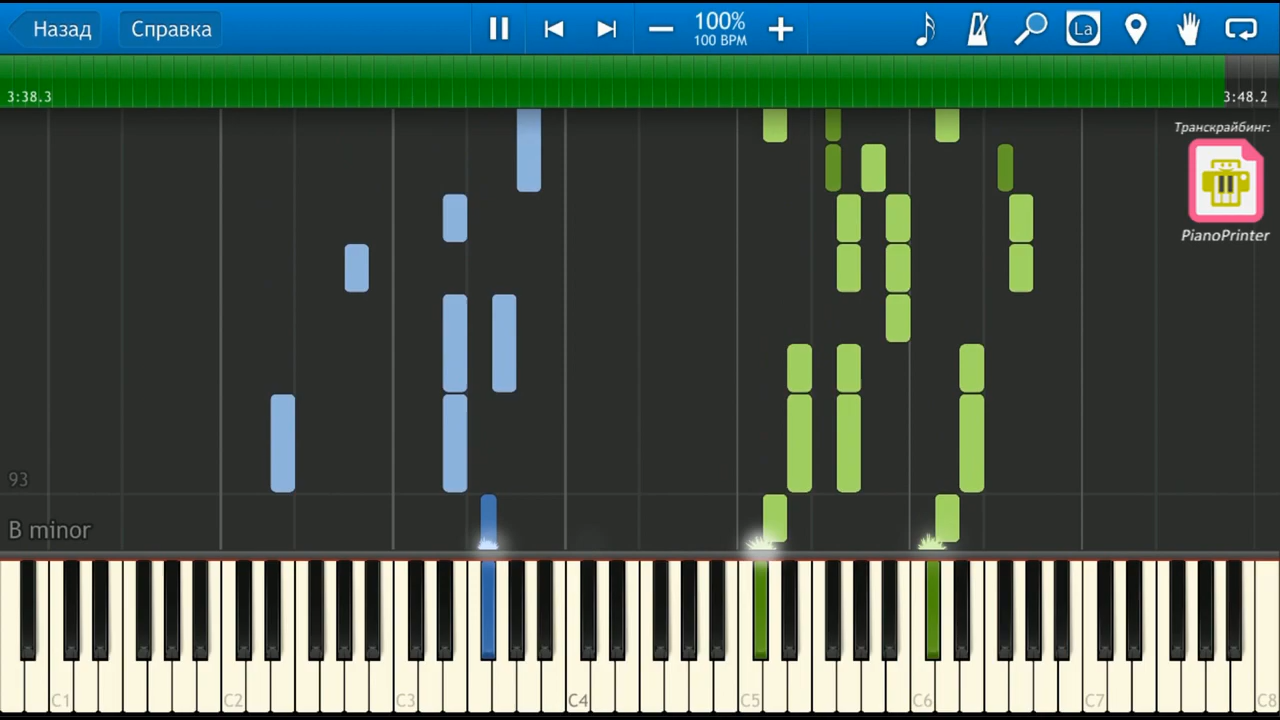 Назад
Справка
100%
100 BPM
La
3:38.3
3:48.2
Транскрайбинг:
PianoPrinter
93
B minor
C1
C2
C3
C4
C5
C6
C7
C8